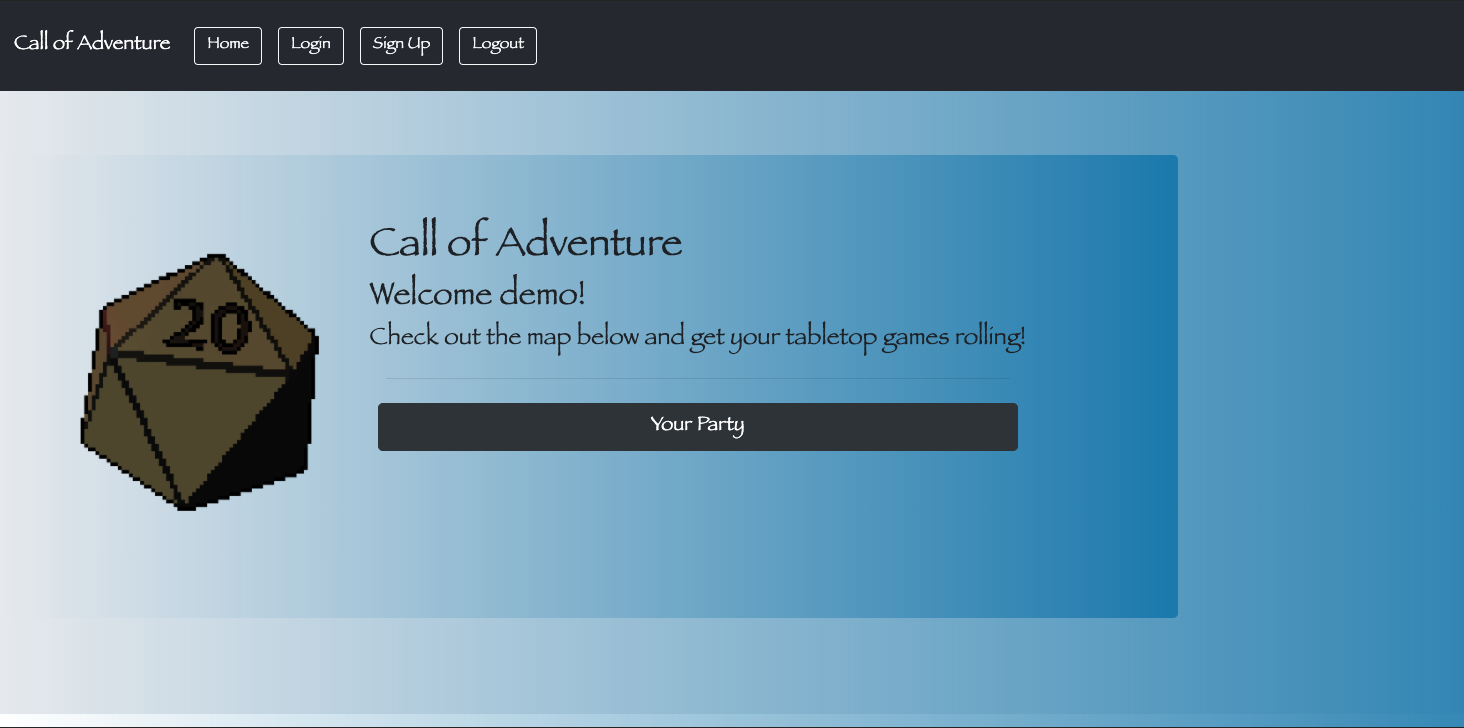 Call of Adventure Home Login Sign Up Logout
Call of Adventure
Welcome demo!
Check out the map below and get your tabletop games rolling!
20
Your Party